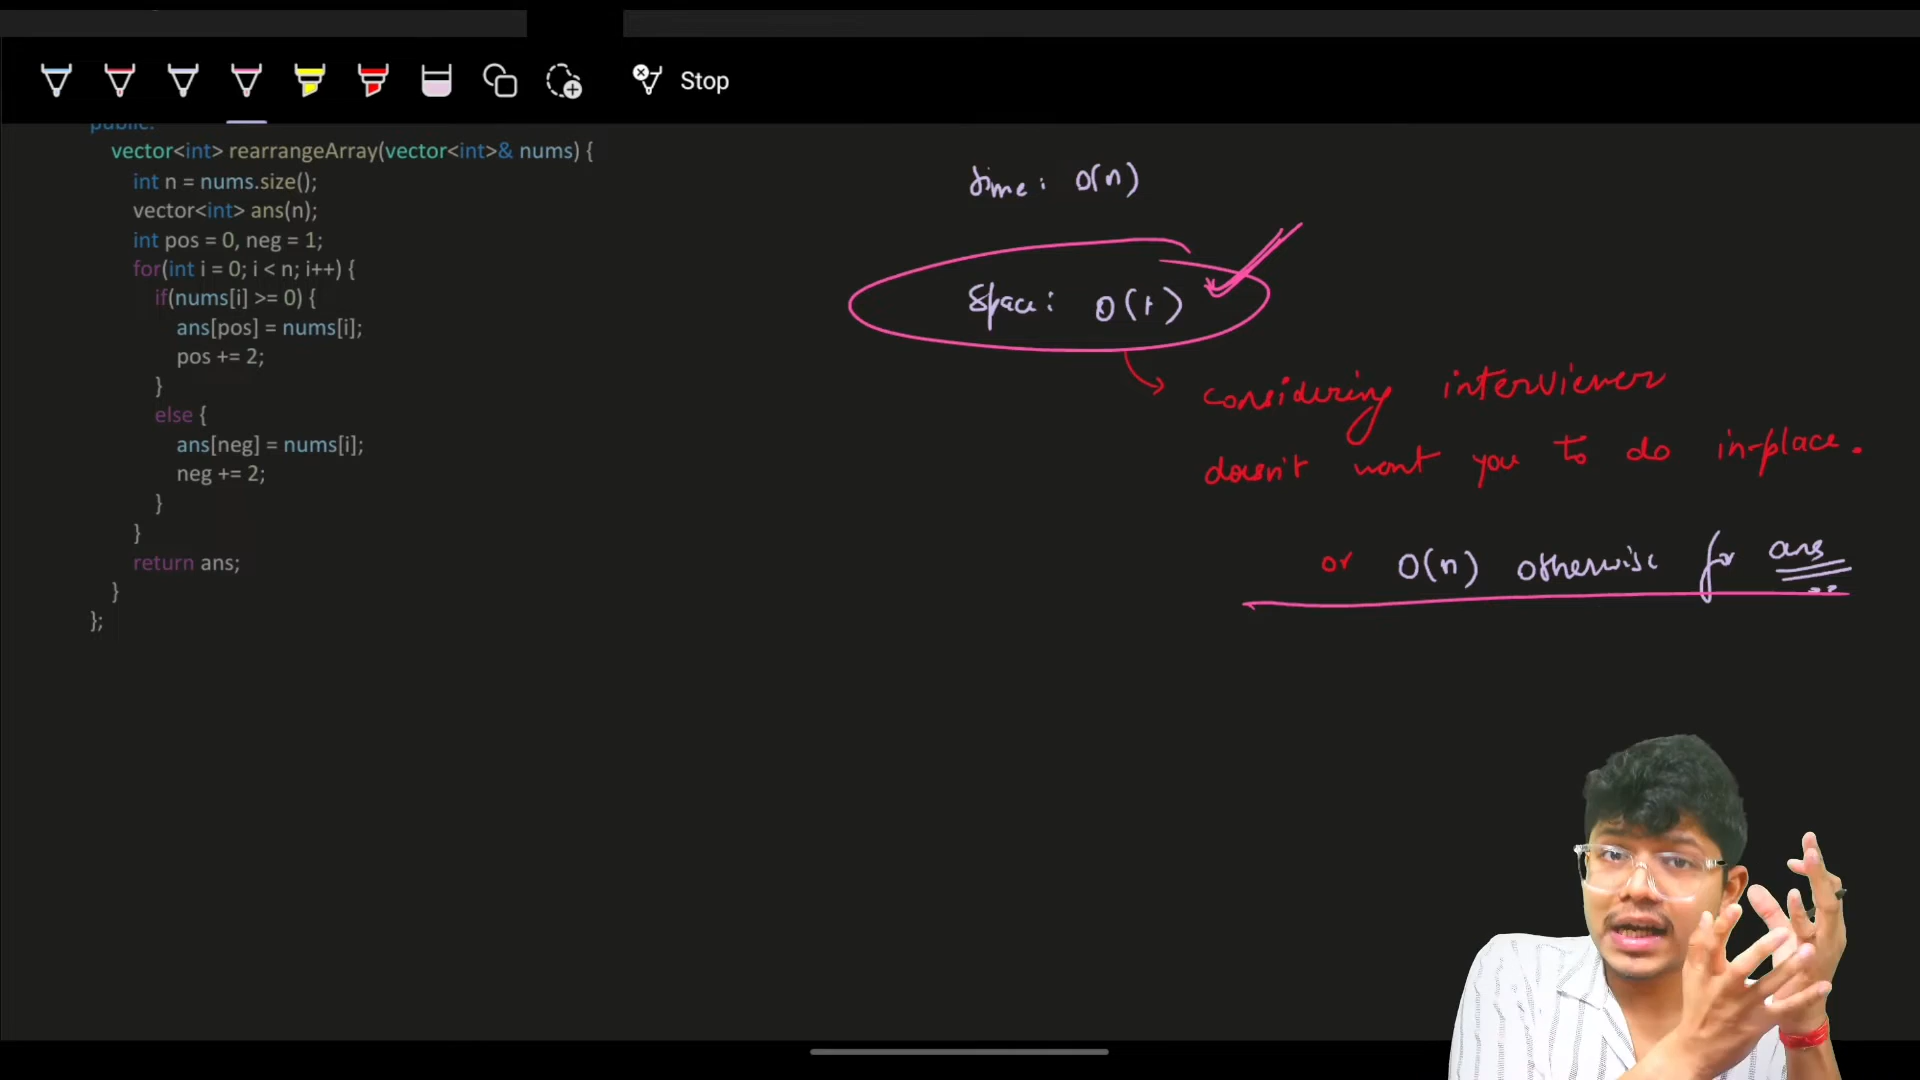 Stop
public:
vector<int> rearrangeArray(vector<int>& nums) {
int n = nums.size();
vector<int> ans(n);
int pos = 0, neg = 1;
for(int i = 0; i < n; i++) {
if(nums[i] >= 0) {
ans[pos] = nums[i];
pos += 2;
}
else {
ans[neg] = nums[i];
neg += 2;
}
}
return ans;
}
};
time: O(n)
Space: O(1)
considering interviewer
doesn't want you to do in-place.
or O(n) otherwise for ans